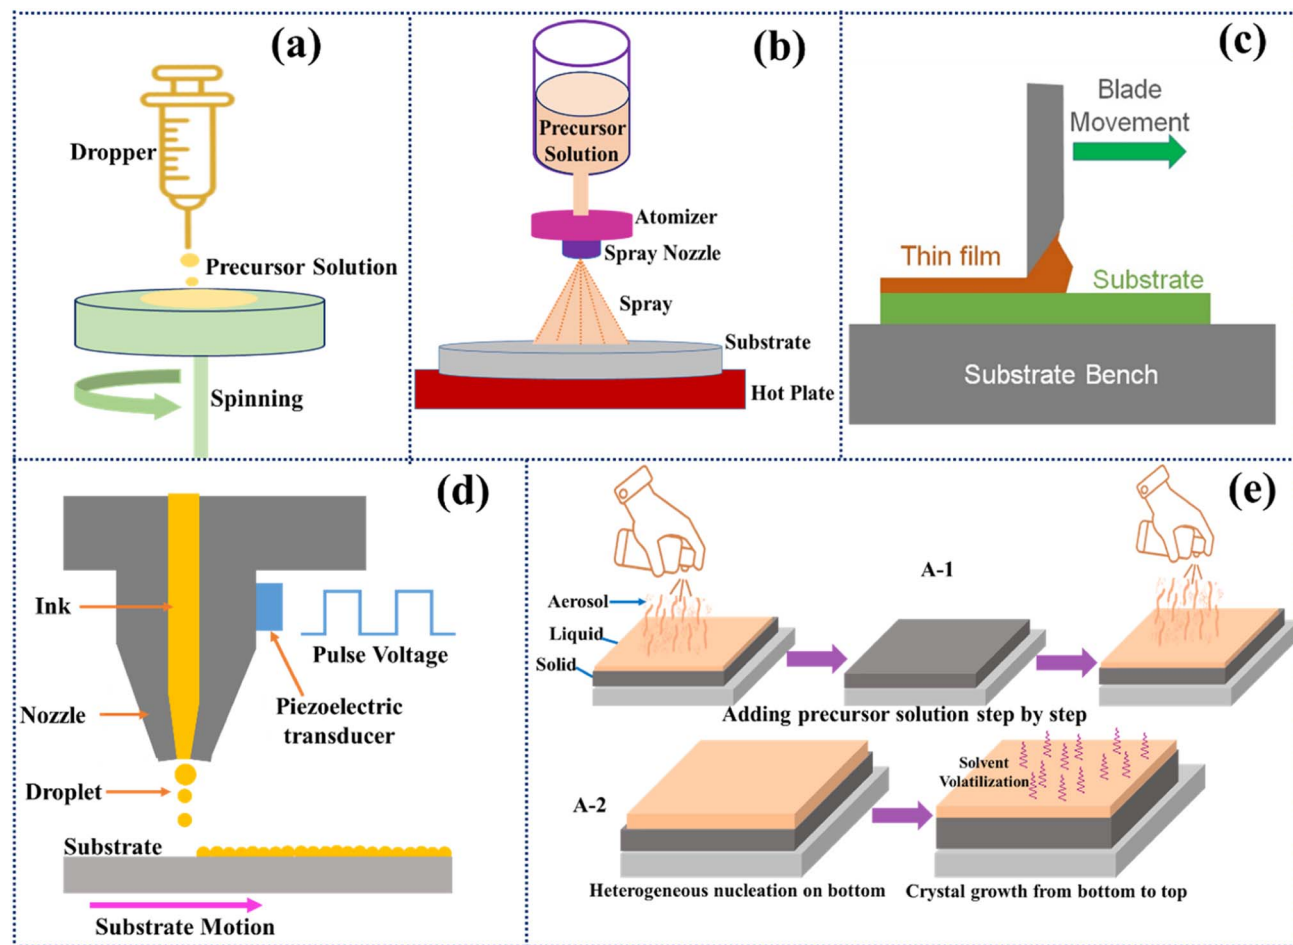 (a)
Dropper
Precursor Solution
Spinning
(b)
Precursor
Solution
Atomizer
Spray Nozzle
Spray
Substrate
Hot Plate
(c)
Blade
Movement
Thin film
Substrate
Substrate Bench
(d)
Ink
Pulse Voltage
Nozzle
Piezoelectric
transducer
Droplet
Substrate
Substrate Motion
(e)
A-1
Aerosol
Liquid
Solid
Adding precursor solution step by step
A-2
Solvent
Volatilization
Heterogeneous nucleation on bottom
Crystal growth from bottom to top